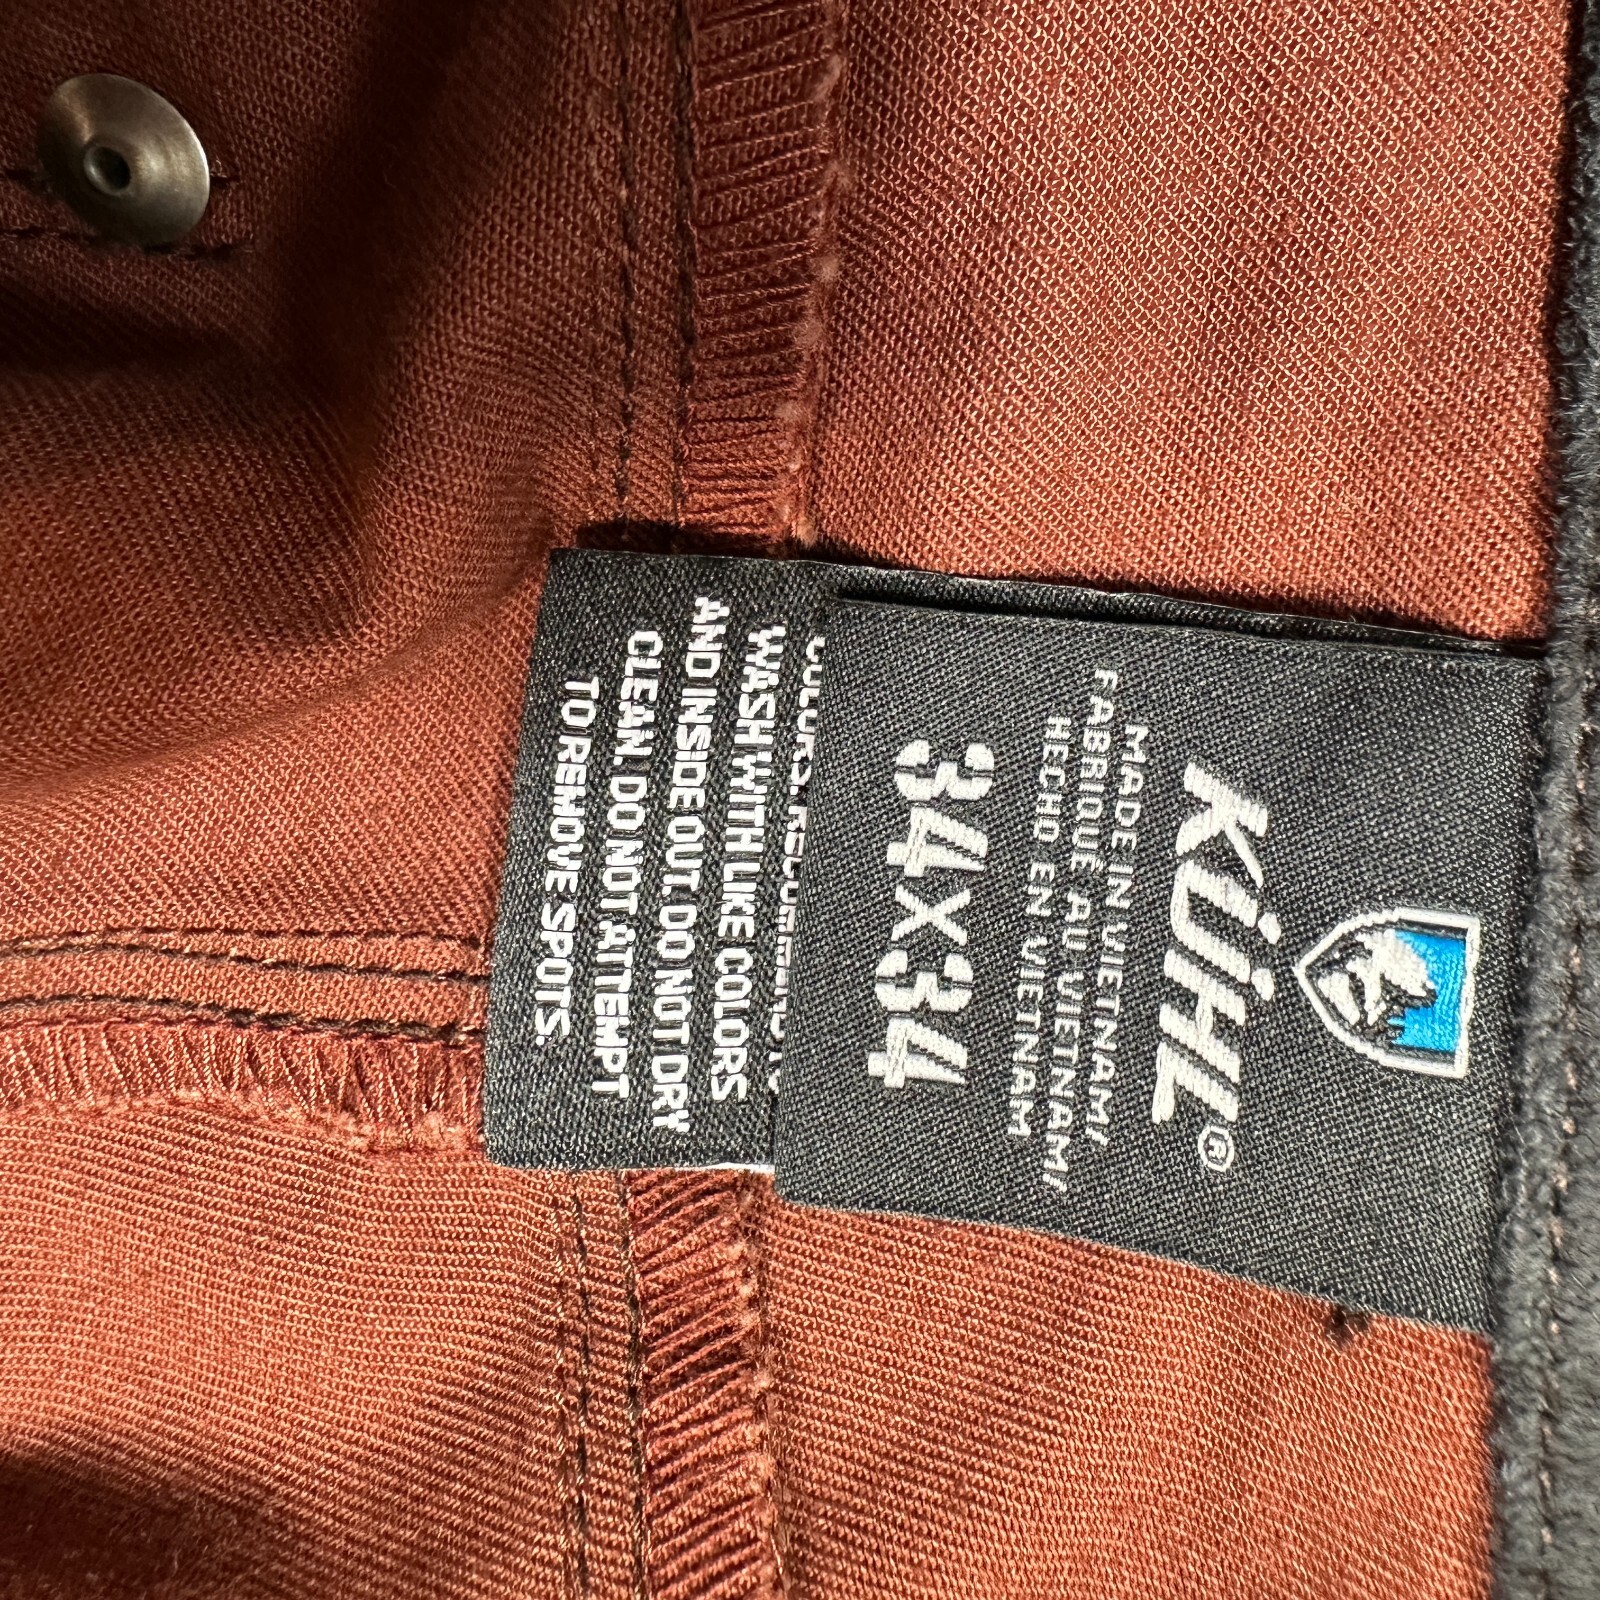 KÜHL®
MADE IN VIETNAM/
FABRIQUÉ AU VIETNAM/
HECHO EN VIETNAM
34X34
WASH WITH LIKE COLORS
AND INSIDE OUT. DO NOT DRY
CLEAN. DO NOT ATTEMPT
TO REMOVE SPOTS.